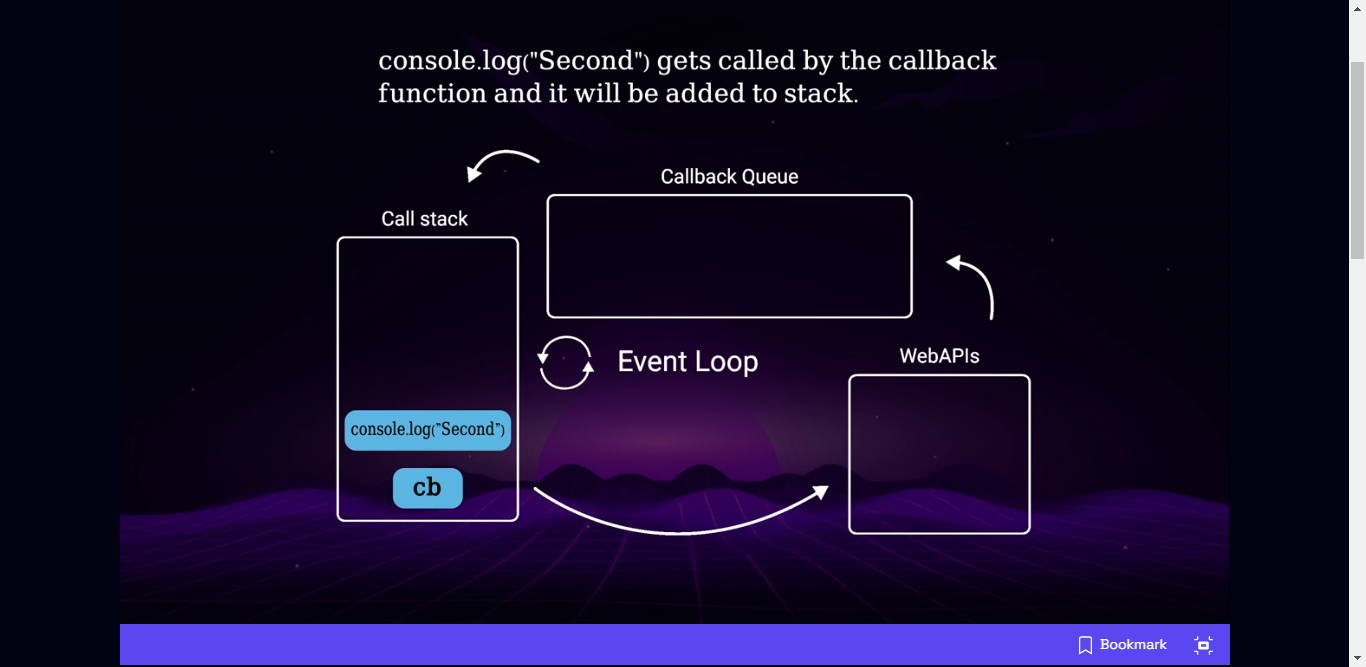 console.log("Second") gets called by the callback
function and it will be added to stack.
Callback Queue
Call stack
Event Loop
WebAPIs
console.log("Second")
cb
Bookmark